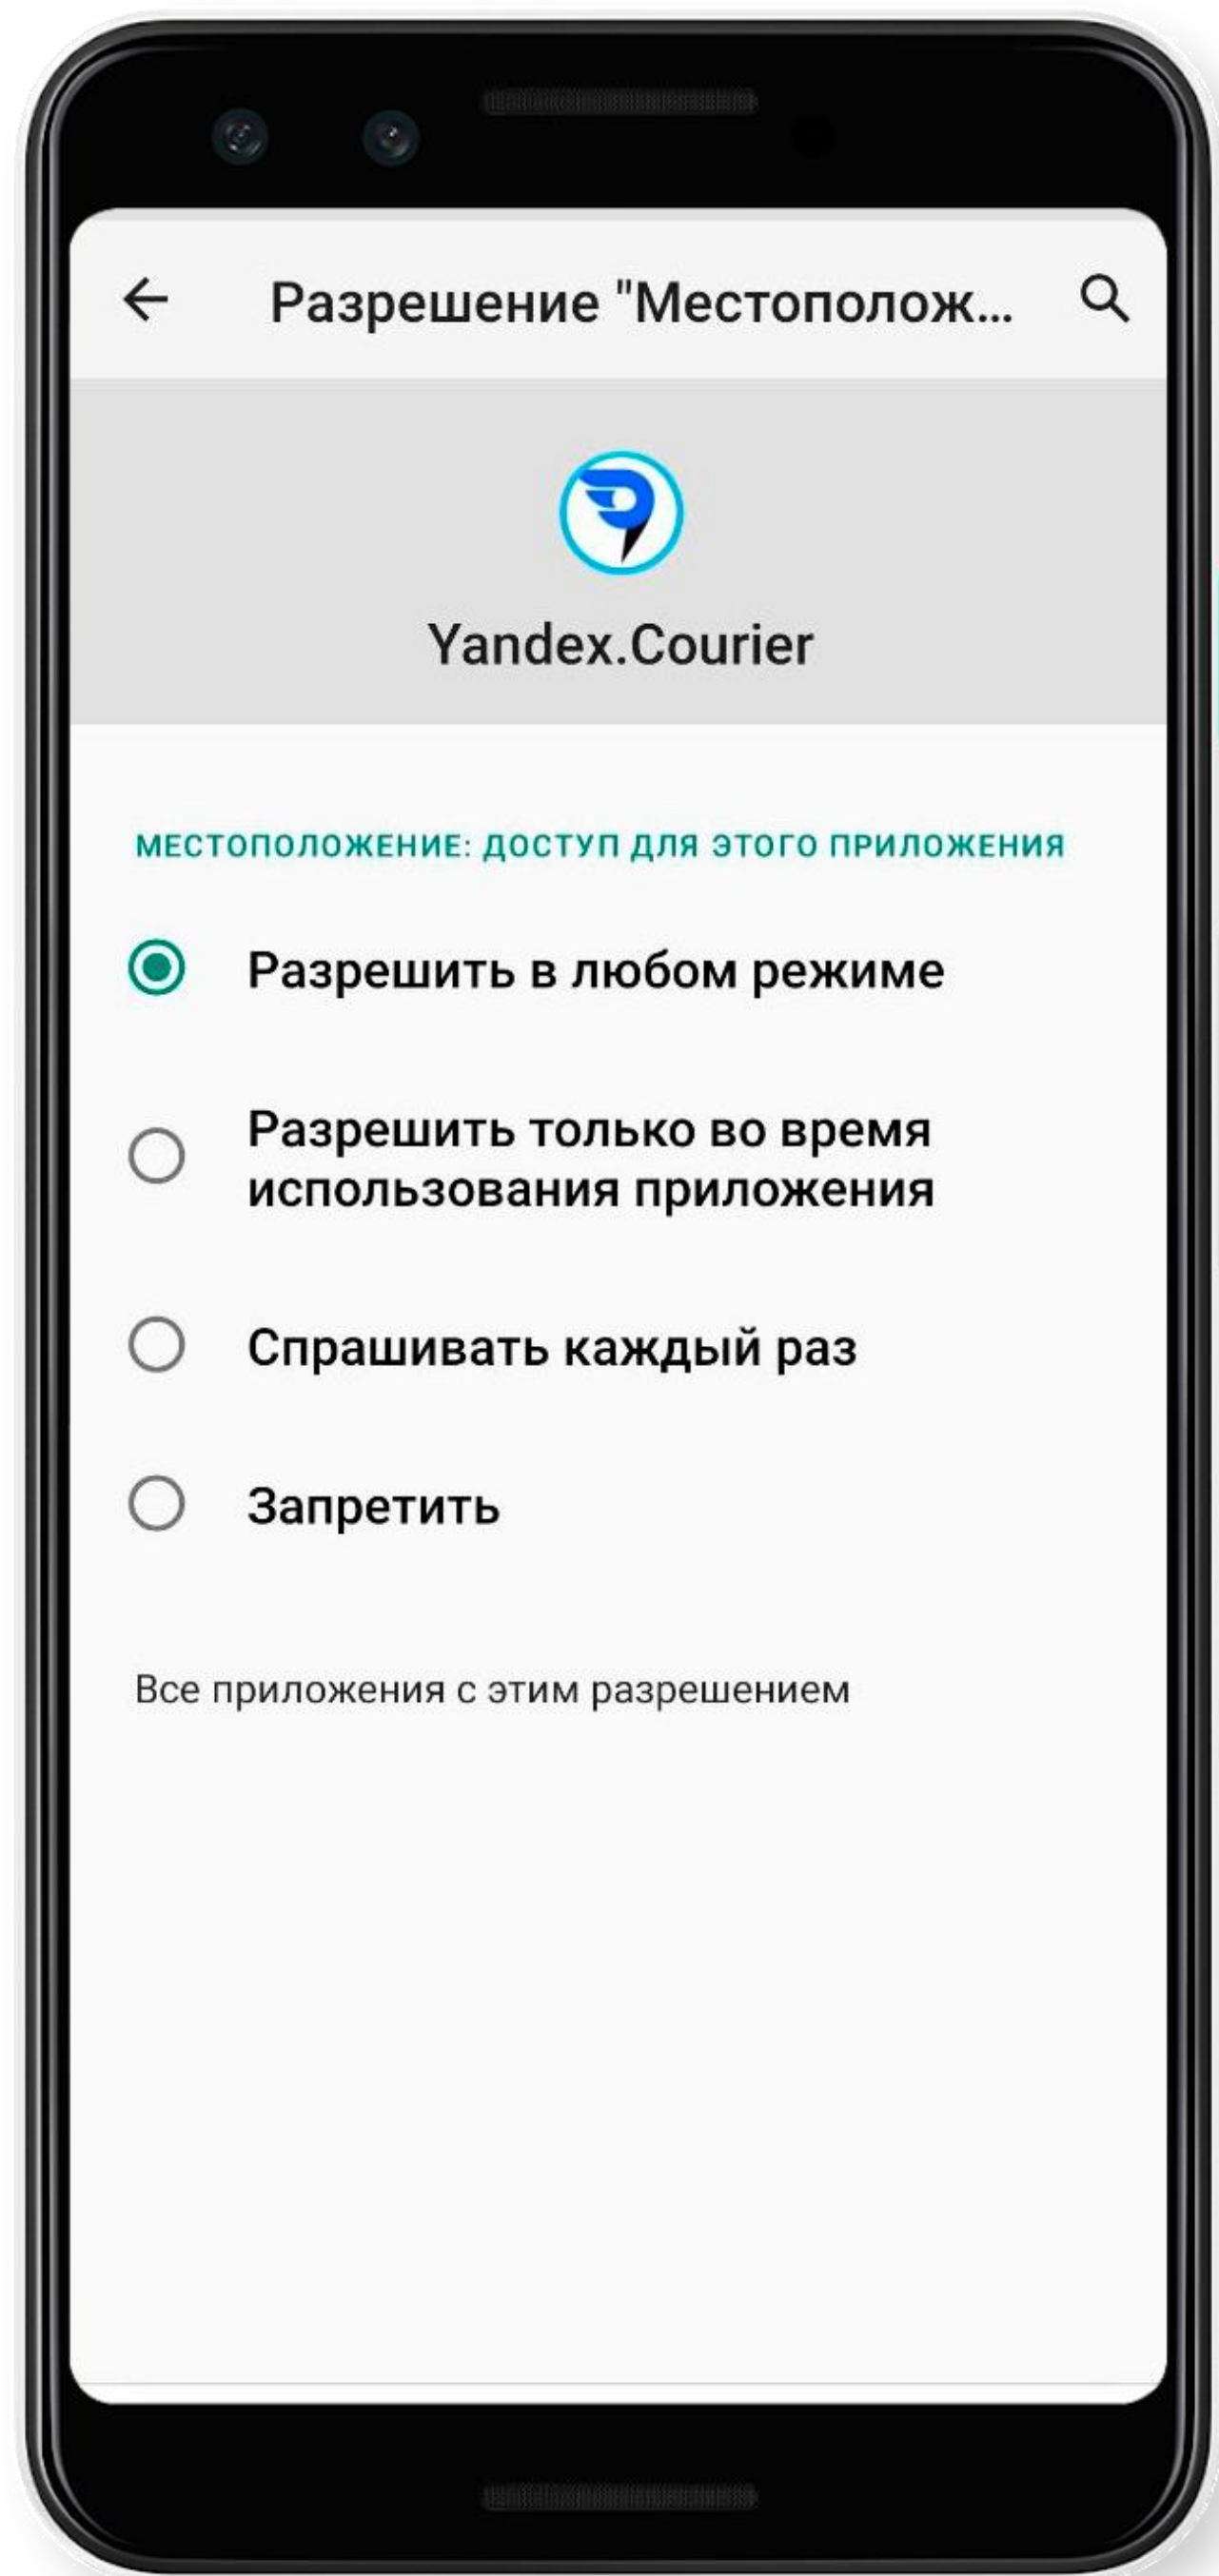 Разрешение "Местополож...
Yandex.Courier
МЕСТОПОЛОЖЕНИЕ: ДОСТУП ДЛЯ ЭТОГО ПРИЛОЖЕНИЯ
Разрешить в любом режиме
Разрешить только во время
использования приложения
Спрашивать каждый раз
Запретить
Все приложения с этим разрешением